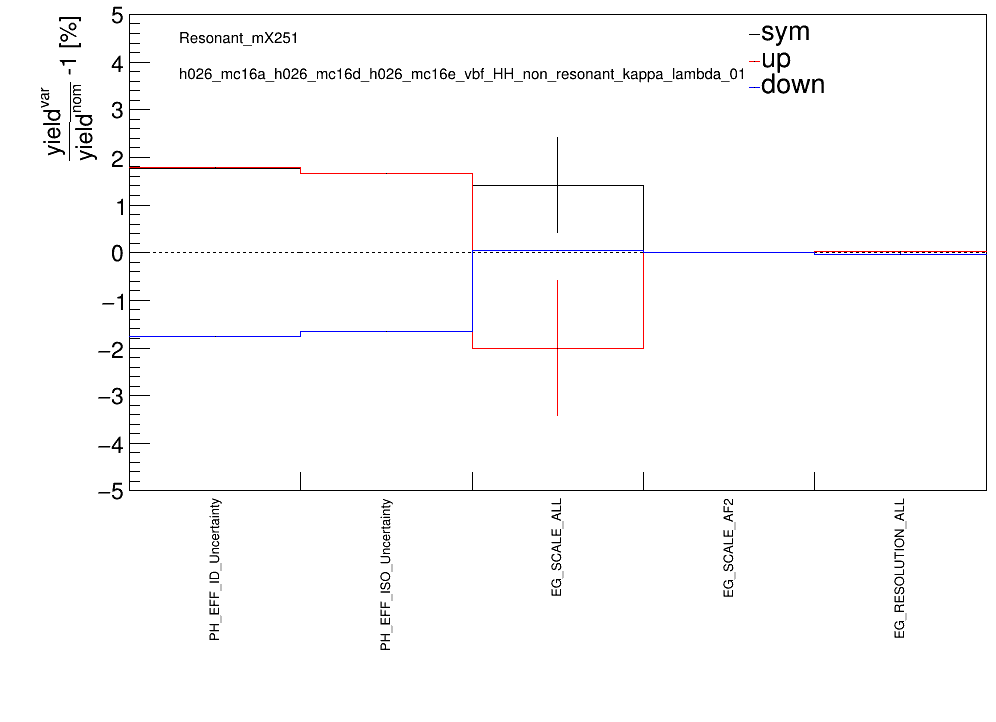 yield^var / yield^nom -1 [%]
5
4
3
2
1
0
−1
−2
−3
−4
−5
Resonant_mX251
h026_mc16a_h026_mc16d_h026_mc16e_vbf_HH_non_resonant_kappa_lambda_01
sym
up
down
PH_EFF_ID_Uncertainty
PH_EFF_ISO_Uncertainty
EG_SCALE_ALL
EG_SCALE_AF2
EG_RESOLUTION_ALL